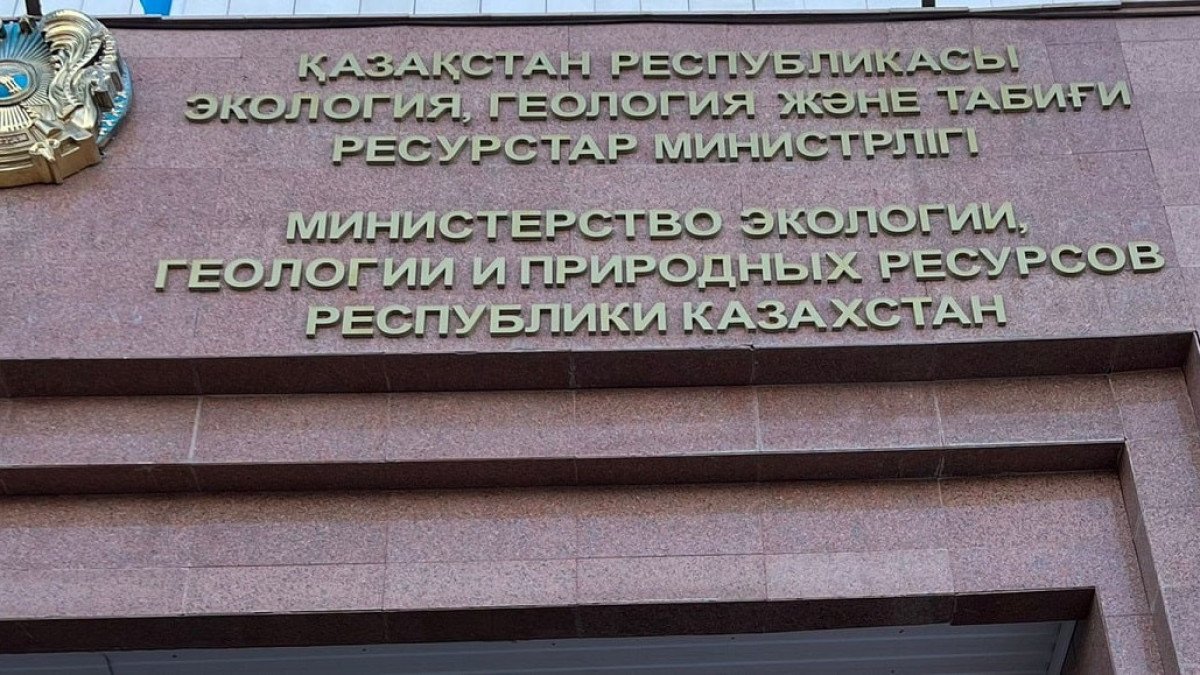 ҚАЗАҚСТАН РЕСПУБЛИКАСЫ
ЭКОЛОГИЯ, ГЕОЛОГИЯ ЖӘНЕ ТАБИҒИ
РЕСУРСТАР МИНИСТРЛІГІ
МИНИСТЕРСТВО ЭКОЛОГИИ,
ГЕОЛОГИИ И ПРИРОДНЫХ РЕСУРСОВ
РЕСПУБЛИКИ КАЗАХСТАН